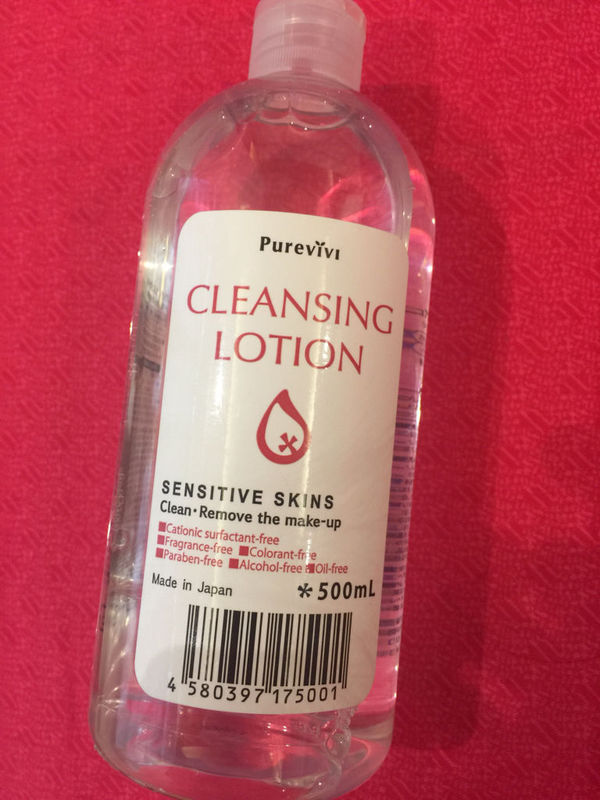 Purevivi
CLEANSING
LOTION
SENSITIVE SKINS
Clean・Remove the make-up
■Cationic surfactant-free
■Fragrance-free ■Colorant-free
■Paraben-free ■Alcohol-free ■Oil-free
Made in Japan
*500mL
4 580397 175001